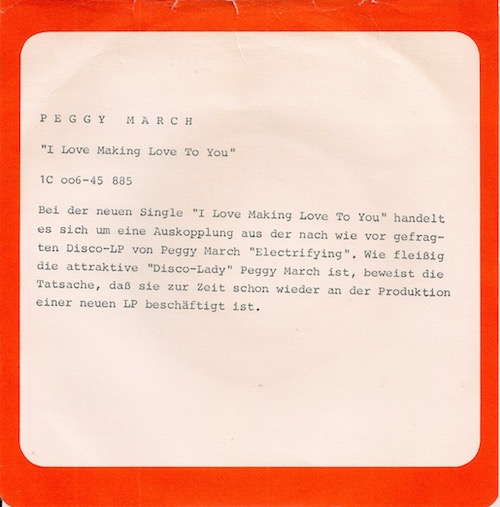 P E G G Y   M A R C H
"I Love Making Love To You"
1C oo6-45 885
Bei der neuen Single "I Love Making Love To You" handelt
es sich um eine Auskopplung aus der nach wie vor gefrag-
ten Disco-LP von Peggy March "Electrifying". Wie fleißig
die attraktive "Disco-Lady" Peggy March ist, beweist die
Tatsache, daß sie zur Zeit schon wieder an der Produktion
einer neuen LP beschäftigt ist.